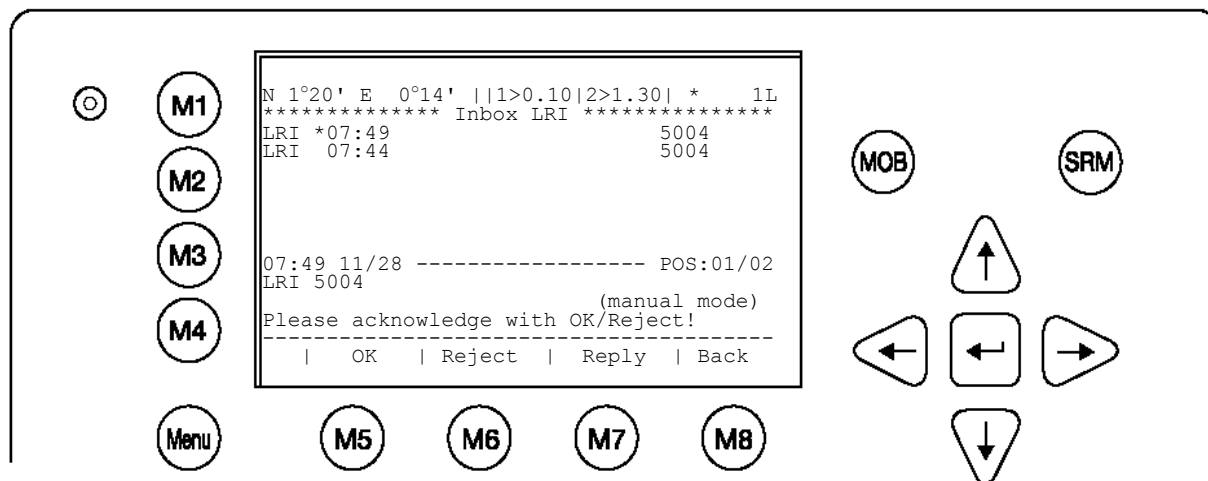 N 1°20' E 0°14' ||1>0.10|2>1.30| * 1L
************** Inbox LRI ***************
LRI *07:49 5004
LRI 07:44 5004
07:49 11/28 ------------------ POS:01/02
LRI 5004
(manual mode)
Please acknowledge with OK/Reject!
----------------------------------------
| OK | Reject | Reply | Back
M1
M2
M3
M4
Menu
M5
M6
M7
M8
MOB
SRM